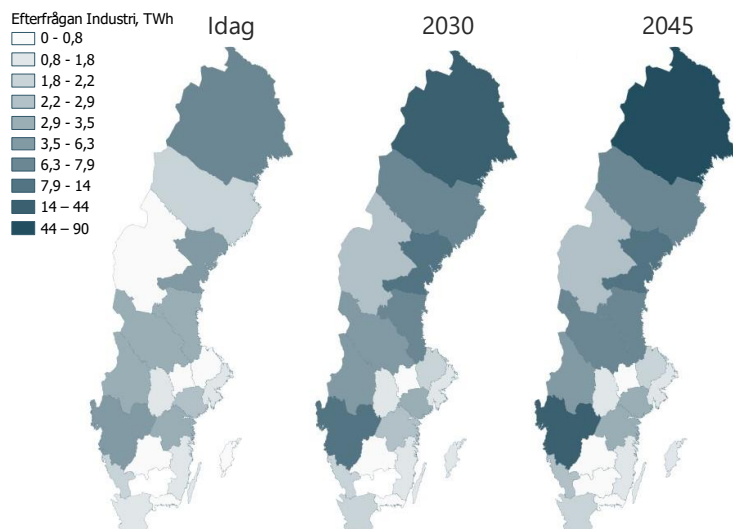 Efterfrågan Industri, TWh
0 - 0,8
0,8 - 1,8
1,8 - 2,2
2,2 - 2,9
2,9 - 3,5
3,5 - 6,3
6,3 - 7,9
7,9 - 14
14 – 44
44 – 90
Idag
2030
2045